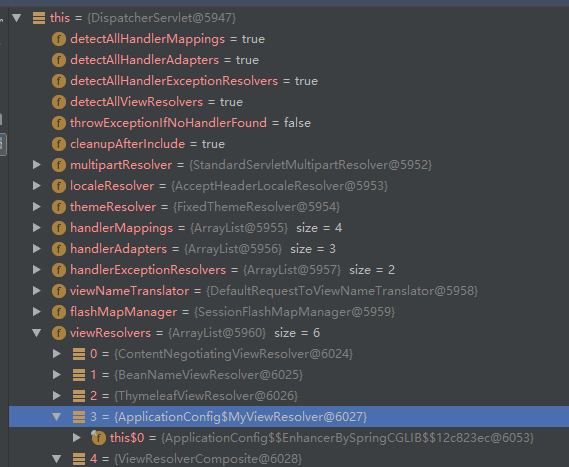 this = {DispatcherServlet@5947}
detectAllHandlerMappings = true
detectAllHandlerAdapters = true
detectAllHandlerExceptionResolvers = true
detectAllViewResolvers = true
throwExceptionIfNoHandlerFound = false
cleanupAfterInclude = true
multipartResolver = {StandardServletMultipartResolver@5952}
localeResolver = {AcceptHeaderLocaleResolver@5953}
themeResolver = {FixedThemeResolver@5954}
handlerMappings = {ArrayList@5955} size = 4
handlerAdapters = {ArrayList@5956} size = 3
handlerExceptionResolvers = {ArrayList@5957} size = 2
viewNameTranslator = {DefaultRequestToViewNameTranslator@5958}
flashMapManager = {SessionFlashMapManager@5959}
viewResolvers = {ArrayList@5960} size = 6
0 = {ContentNegotiatingViewResolver@6024}
1 = {BeanNameViewResolver@6025}
2 = {ThymeleafViewResolver@6026}
3 = {ApplicationConfig$MyViewResolver@6027}
this$0 = {ApplicationConfig$$EnhancerBySpringCGLIB$$12c823ec@6053}
4 = {ViewResolverComposite@6028}